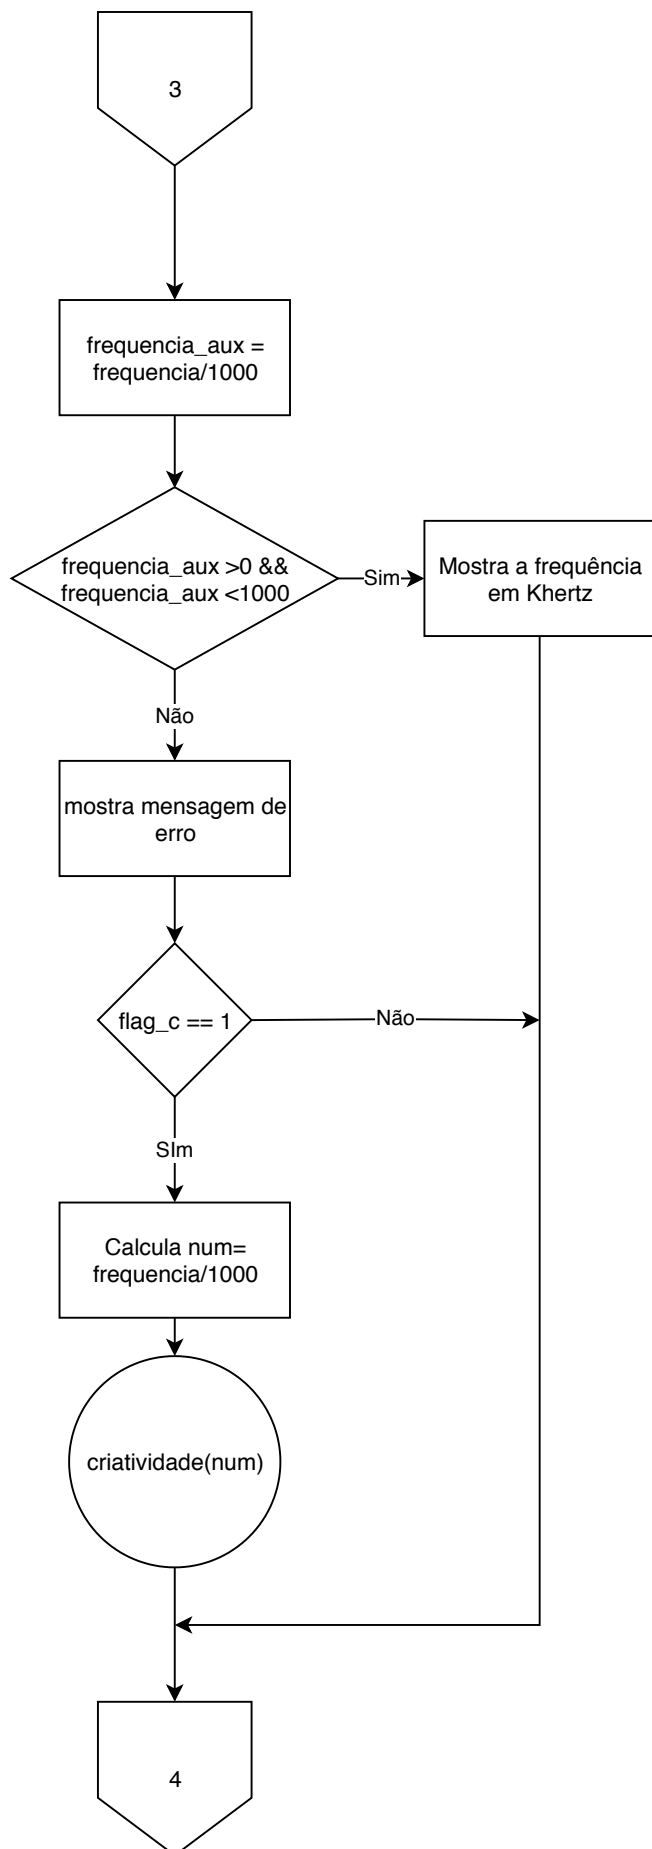 3
frequencia_aux =
frequencia/1000
frequencia_aux >0 &&
frequencia_aux <1000
Sim
Mostra a frequência
em Khertz
Não
mostra mensagem de
erro
flag_c == 1
Não
SIm
Calcula num=
frequencia/1000
criatividade(num)
4